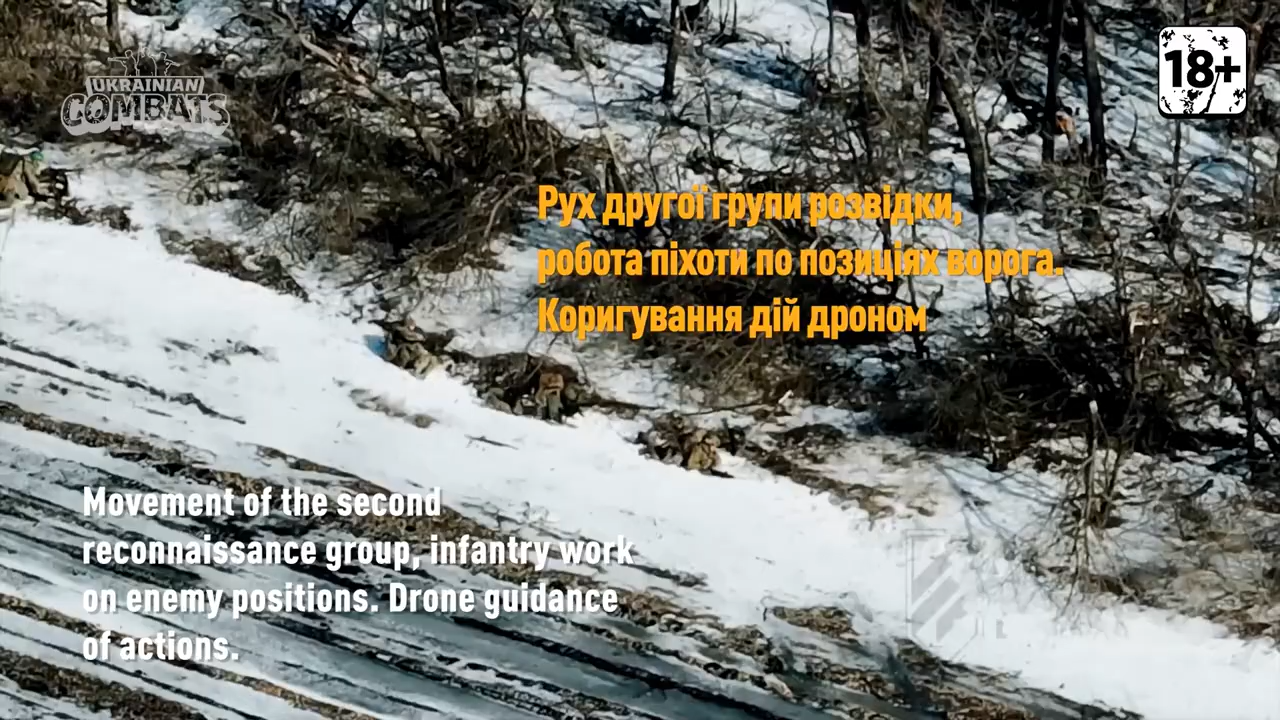 UKRAINIAN
COMBATS
18+
Рух другої групи розвідки,
робота піхоти по позиціях ворога.
Коригування дій дроном
Movement of the second
reconnaissance group, infantry work
on enemy positions. Drone guidance
of actions.